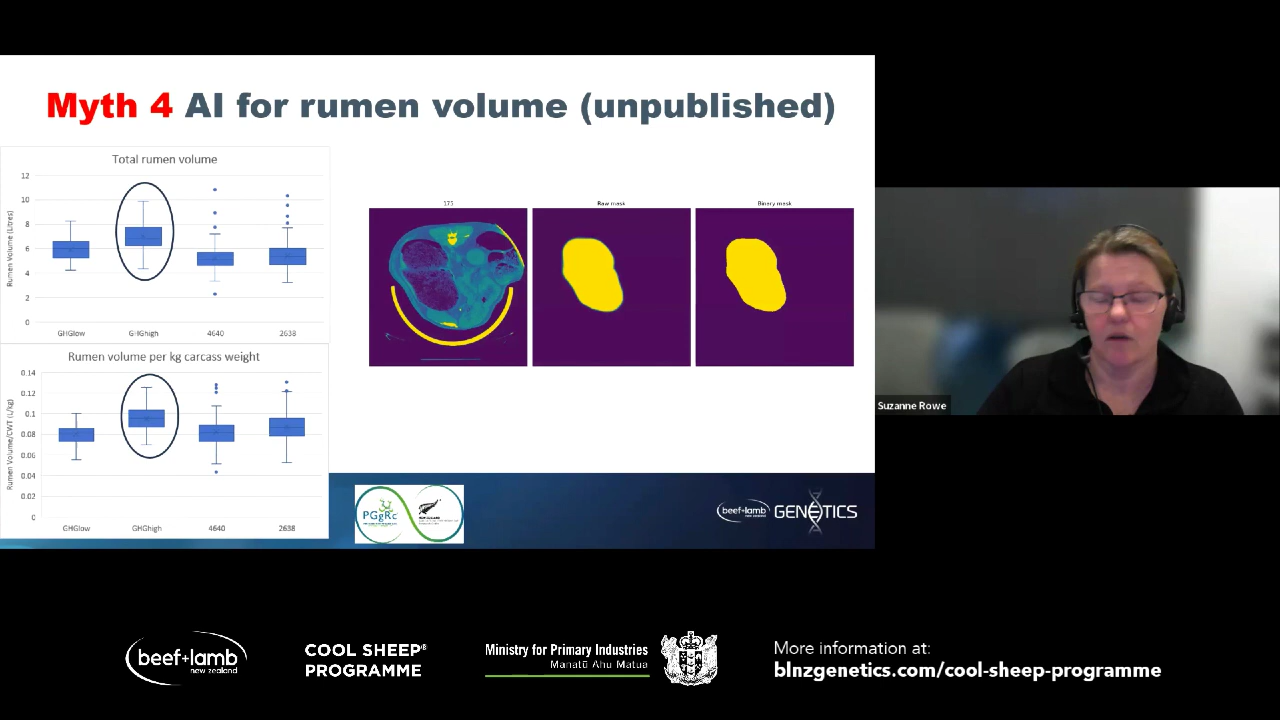 Myth 4 AI for rumen volume (unpublished)
Total rumen volume
12
10
8
6
4
2
0
Rumen Volume (Litres)
GHGlow GHGhigh 4640 2638
Rumen volume per kg carcass weight
0.14
0.12
0.1
0.08
0.06
0.04
0.02
0
Rumen Volume/CWT (L/kg)
GHGlow GHGhigh 4640 2638
175 Raw mask Binary mask
PGgRc
beef+lamb
GENETICS
Suzanne Rowe
beef+lamb
new zealand
COOL SHEEP®
PROGRAMME
Ministry for Primary Industries
Manatū Ahu Matua
More information at:
blnzgenetics.com/cool-sheep-programme